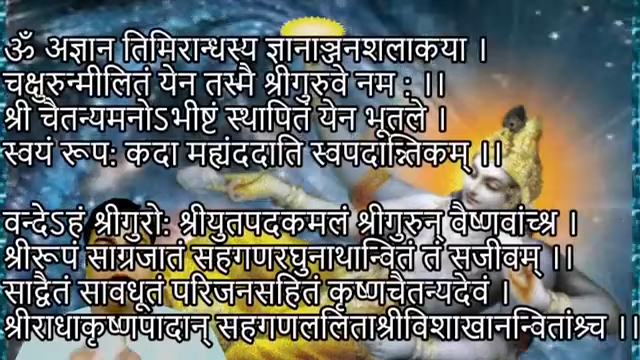 ॐ अज्ञान तिमिरान्धस्य ज्ञानाञ्जनशलाकया ।
चक्षुरुन्मीलितं येन तस्मै श्रीगुरुवे नम : ।।
श्री चैतन्यमनोऽभीष्टं स्थापितं येन भूतले ।
स्वयं रूप: कदा मह्यंददाति स्वपदान्तिकम् ।।
वन्देऽहं श्रीगुरो: श्रीयुतपदकमलं श्रीगुरुन् वैष्णवांच्श्र ।
श्रीरूपं साग्रजातं सहगणरघुनाथान्वितं तं सजीवम् ।।
साद्वैतं सावधूतं परिजनसहितं कृष्णचैतन्यदेवं ।
श्रीराधाकृष्णपादान् सहगणललिताश्रीविशाखानन्वितांश्र्च ।।